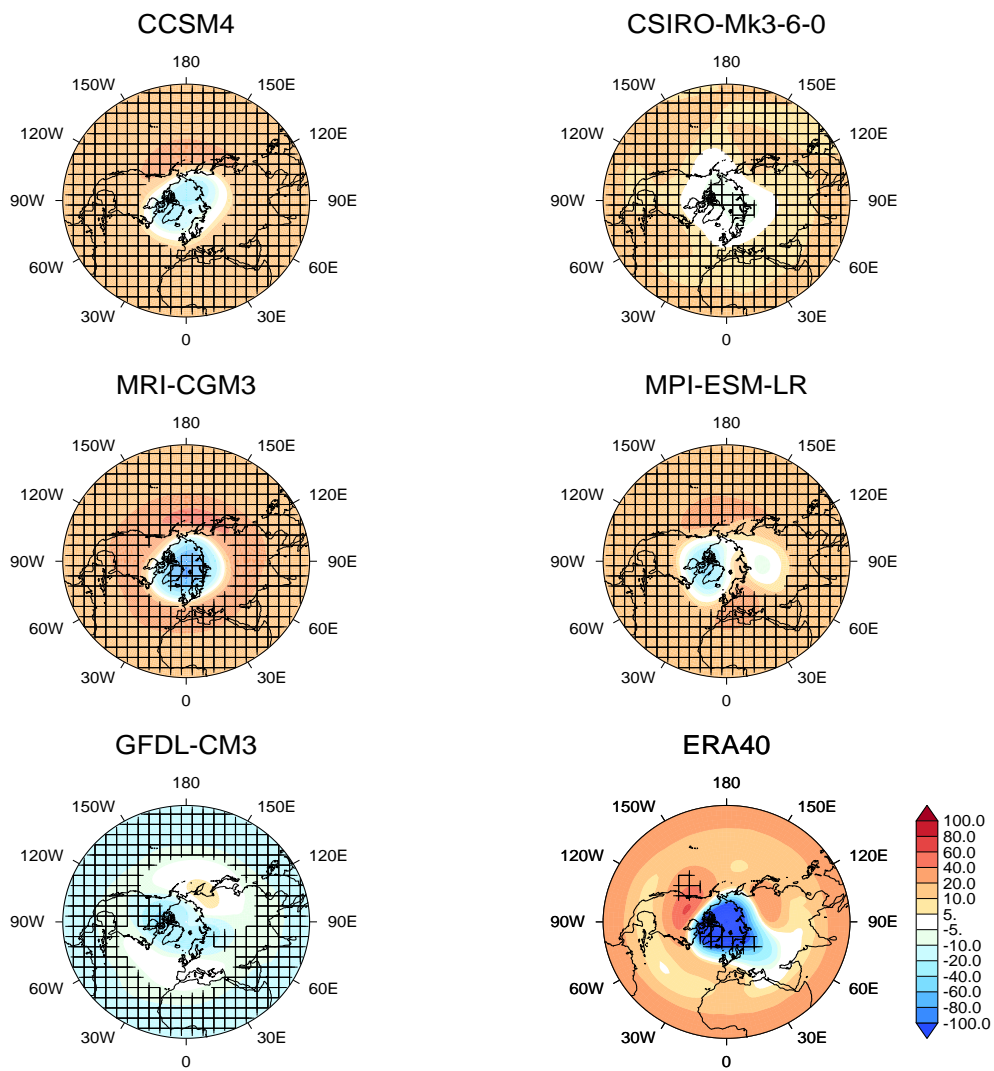 CCSM4
180
150W
150E
120W
120E
90W
90E
60W
60E
30W
30E
0
CSIRO-Mk3-6-0
180
150W
150E
120W
120E
90W
90E
60W
60E
30W
30E
0
MRI-CGM3
180
150W
150E
120W
120E
90W
90E
60W
60E
30W
30E
0
MPI-ESM-LR
180
150W
150E
120W
120E
90W
90E
60W
60E
30W
30E
0
GFDL-CM3
180
150W
150E
120W
120E
90W
90E
60W
60E
30W
30E
0
ERA40
180
150W
150E
120W
120E
90W
90E
60W
60E
30W
30E
0
100.0
80.0
60.0
40.0
20.0
10.0
5.
-5.
-10.0
-20.0
-40.0
-60.0
-80.0
-100.0